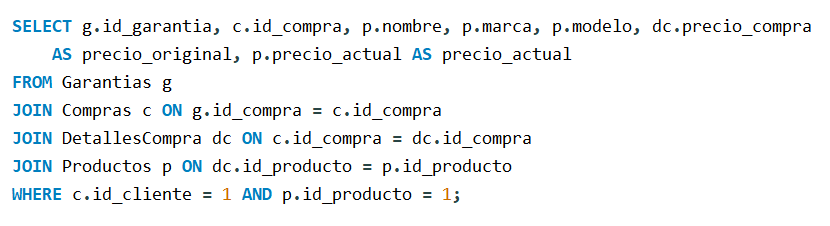 SELECT g.id_garantia, c.id_compra, p.nombre, p.marca, p.modelo, dc.precio_compra
    AS precio_original, p.precio_actual AS precio_actual
FROM Garantias g
JOIN Compras c ON g.id_compra = c.id_compra
JOIN DetallesCompra dc ON c.id_compra = dc.id_compra
JOIN Productos p ON dc.id_producto = p.id_producto
WHERE c.id_cliente = 1 AND p.id_producto = 1;